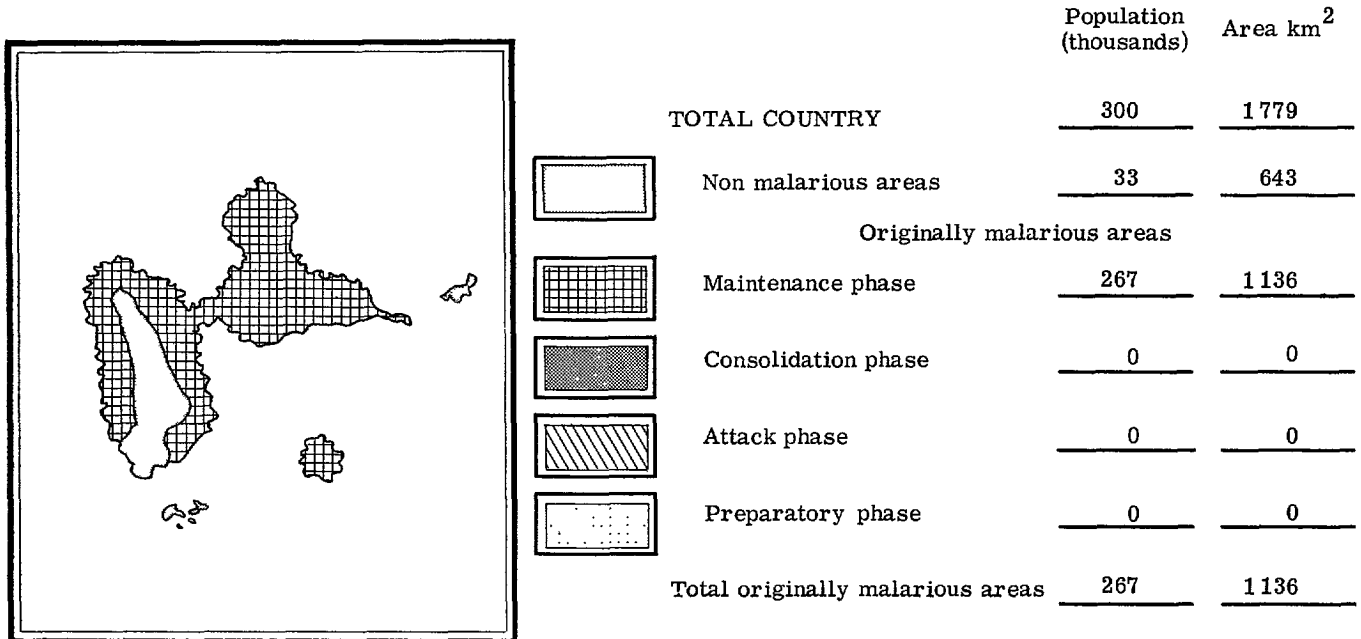 Population (thousands) Area km²
TOTAL COUNTRY 300 1779
Non malarious areas 33 643
Originally malarious areas
Maintenance phase 267 1136
Consolidation phase 0 0
Attack phase 0 0
Preparatory phase 0 0
Total originally malarious areas 267 1136